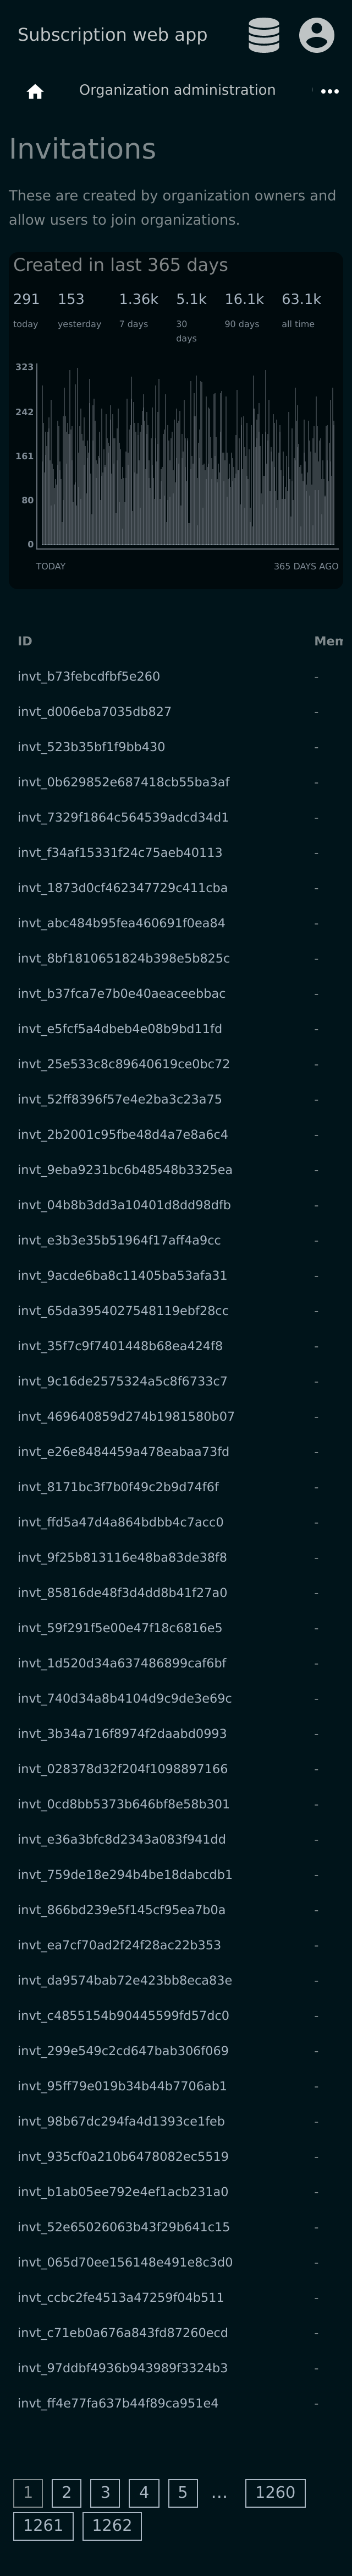 Subscription web app
Organization administration
Invitations
These are created by organization owners and
allow users to join organizations.
Created in last 365 days
291 153 1.36k 5.1k 16.1k 63.1k
today yesterday 7 days 30 days 90 days all time
323
242
161
80
0
TODAY 365 DAYS AGO
ID
invt_b73febcdfbf5e260 -
invt_d006eba7035db827 -
invt_523b35bf1f9bb430 -
invt_0b629852e687418cb55ba3af -
invt_7329f1864c564539adcd34d1 -
invt_f34af15331f24c75aeb40113 -
invt_1873d0cf462347729c411cba -
invt_abc484b95fea460691f0ea84 -
invt_8bf1810651824b398e5b825c -
invt_b37fca7e7b0e40aeaceebbac -
invt_e5fcf5a4dbeb4e08b9bd11fd -
invt_25e533c8c89640619ce0bc72 -
invt_52ff8396f57e4e2ba3c23a75 -
invt_2b2001c95fbe48d4a7e8a6c4 -
invt_9eba9231bc6b48548b3325ea -
invt_04b8b3dd3a10401d8dd98dfb -
invt_e3b3e35b51964f17aff4a9cc -
invt_9acde6ba8c11405ba53afa31 -
invt_65da3954027548119ebf28cc -
invt_35f7c9f7401448b68ea424f8 -
invt_9c16de2575324a5c8f6733c7 -
invt_469640859d274b1981580b07 -
invt_e26e8484459a478eabaa73fd -
invt_8171bc3f7b0f49c2b9d74f6f -
invt_ffd5a47d4a864bdbb4c7acc0 -
invt_9f25b813116e48ba83de38f8 -
invt_85816de48f3d4dd8b41f27a0 -
invt_59f291f5e00e47f18c6816e5 -
invt_1d520d34a637486899caf6bf -
invt_740d34a8b4104d9c9de3e69c -
invt_3b34a716f8974f2daabd0993 -
invt_028378d32f204f1098897166 -
invt_0cd8bb5373b646bf8e58b301 -
invt_e36a3bfc8d2343a083f941dd -
invt_759de18e294b4be18dabcdb1 -
invt_866bd239e5f145cf95ea7b0a -
invt_ea7cf70ad2f24f28ac22b353 -
invt_da9574bab72e423bb8eca83e -
invt_c4855154b90445599fd57dc0 -
invt_299e549c2cd647bab306f069 -
invt_95ff79e019b34b44b7706ab1 -
invt_98b67dc294fa4d1393ce1feb -
invt_935cf0a210b6478082ec5519 -
invt_b1ab05ee792e4ef1acb231a0 -
invt_52e65026063b43f29b641c15 -
invt_065d70ee156148e491e8c3d0 -
invt_ccbc2fe4513a47259f04b511 -
invt_c71eb0a676a843fd87260ecd -
invt_97ddbf4936b943989f3324b3 -
invt_ff4e77fa637b44f89ca951e4 -
1 2 3 4 5 … 1260
1261 1262